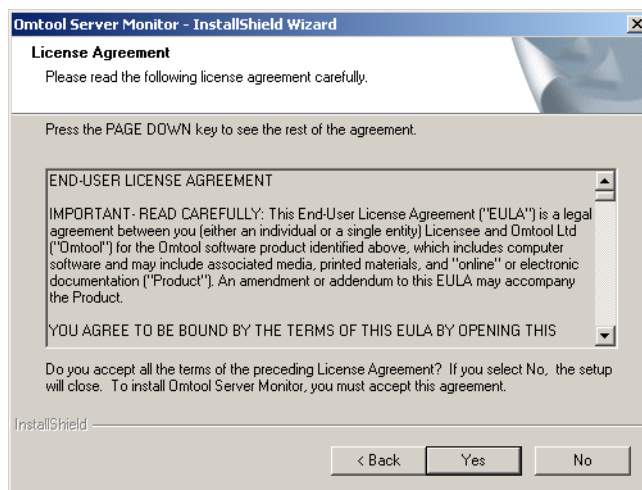 Omtool Server Monitor - InstallShield Wizard
License Agreement
Please read the following license agreement carefully.
Press the PAGE DOWN key to see the rest of the agreement.
END-USER LICENSE AGREEMENT
IMPORTANT- READ CAREFULLY: This End-User License Agreement ("EULA") is a legal
agreement between you (either an individual or a single entity) Licensee and Omtool Ltd
("Omtool") for the Omtool software product identified above, which includes computer
software and may include associated media, printed materials, and "online" or electronic
documentation ("Product"). An amendment or addendum to this EULA may accompany
the Product.
YOU AGREE TO BE BOUND BY THE TERMS OF THIS EULA BY OPENING THIS
Do you accept all the terms of the preceding License Agreement? If you select No, the setup
will close. To install Omtool Server Monitor, you must accept this agreement.
InstallShield
< Back Yes No